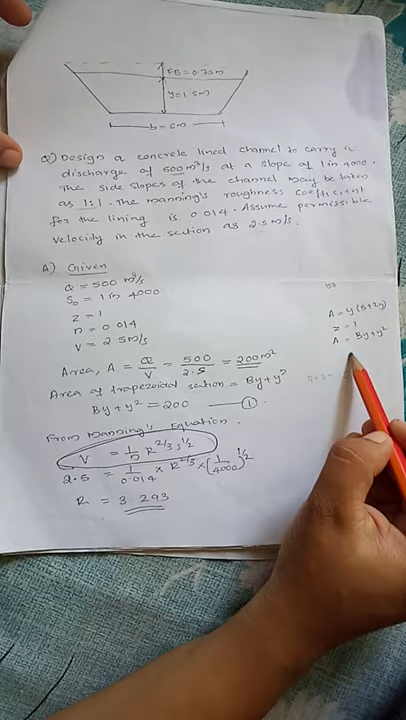 FB = 0.75m
y=1.5m
b = 6m
Q) Design a concrete lined channel to carry a
discharge of 500 m³/s at a slope of 1 in 4000.
The side slopes of the channel may be taken
as 1:1. The manning's roughness coefficient
for the lining is 0.014. Assume permissible
velocity in the section as 2.5 m/s.
A) Given
Q = 500 m³/s
S₀ = 1 in 4000
Z = 1
n = 0.014
V = 2.5m/s
Area, A = Q/V = 500/2.5 = 200m²
Area of trapezoidal section = By+y²
By+y² = 200 — ①
From Manning's Equation.
V = 1/n R^2/3 S^1/2
2.5 = 1/0.014 × R^2/3 × (1/4000)^1/2
R = 3.293
A = y(B+zy)
z = 1
A = By+y²